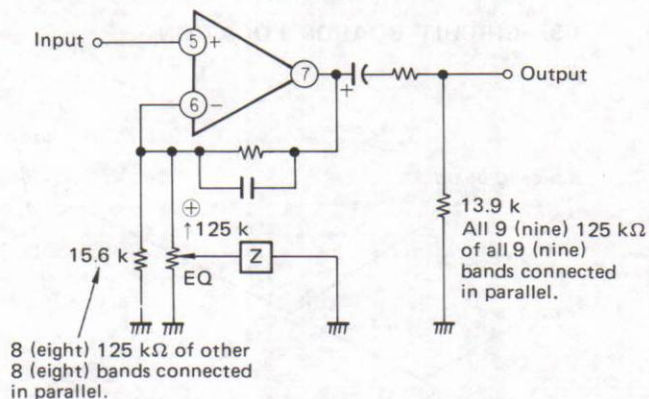 Input
5
+
6
−
7
+
Output
⊕
↑125 k
15.6 k
EQ
Z
13.9 k
All 9 (nine) 125 kΩ
of all 9 (nine)
bands connected
in parallel.
8 (eight) 125 kΩ of other
8 (eight) bands connected
in parallel.